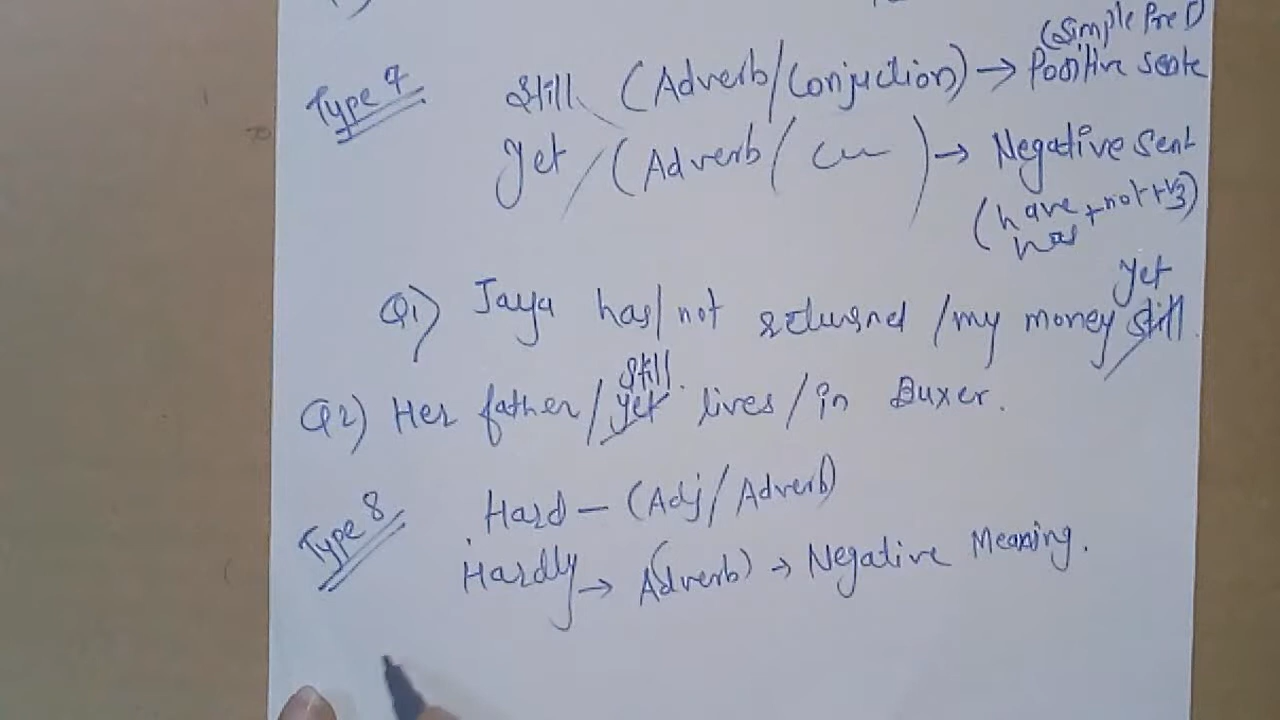 (Simple Pre)
Type 7 Still (Adverb/Conjuction) → Positive sente
Yet / (Adverb/ ) → Negative Sent
(have + not + V3)
has
yet
Q1) Jaya has/ not returned /my money still.
still.
Q2) Her father/ yet lives/ in Buxer.
Type 8 Hard – (Adj/Adverb)
Hardly → (Adverb) → Negative Meaning.